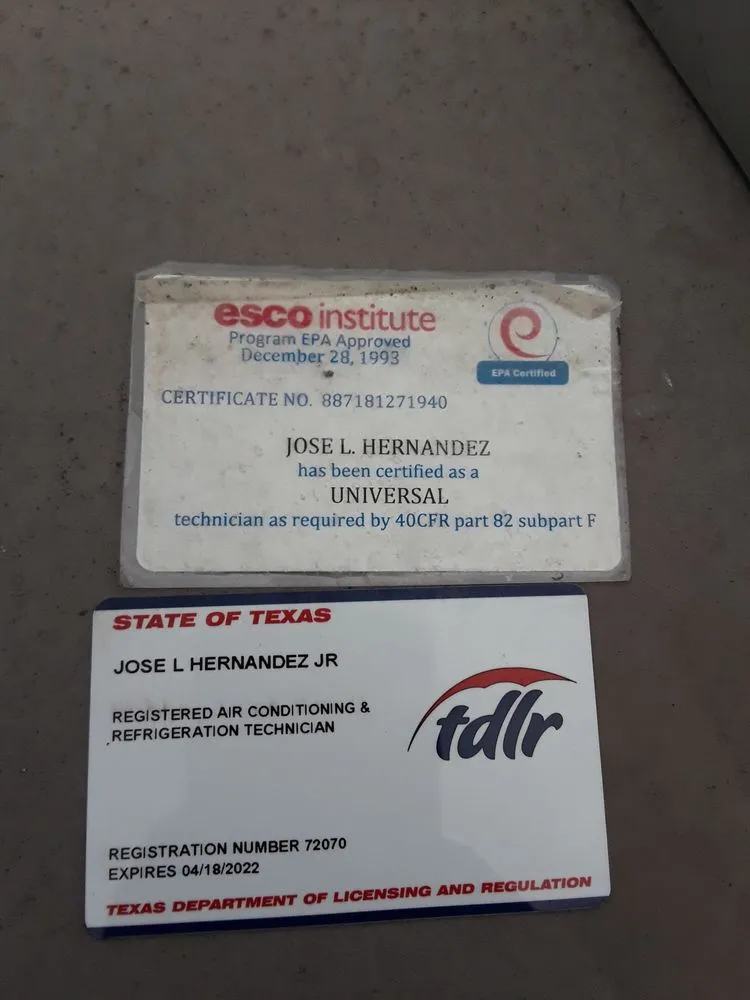 esco institute
Program EPA Approved
December 28, 1993
EPA Certified
CERTIFICATE NO. 887181271940
JOSE L. HERNANDEZ
has been certified as a
UNIVERSAL
technician as required by 40CFR part 82 subpart F
STATE OF TEXAS
JOSE L HERNANDEZ JR
REGISTERED AIR CONDITIONING &
REFRIGERATION TECHNICIAN
tdlr
REGISTRATION NUMBER 72070
EXPIRES 04/18/2022
TEXAS DEPARTMENT OF LICENSING AND REGULATION